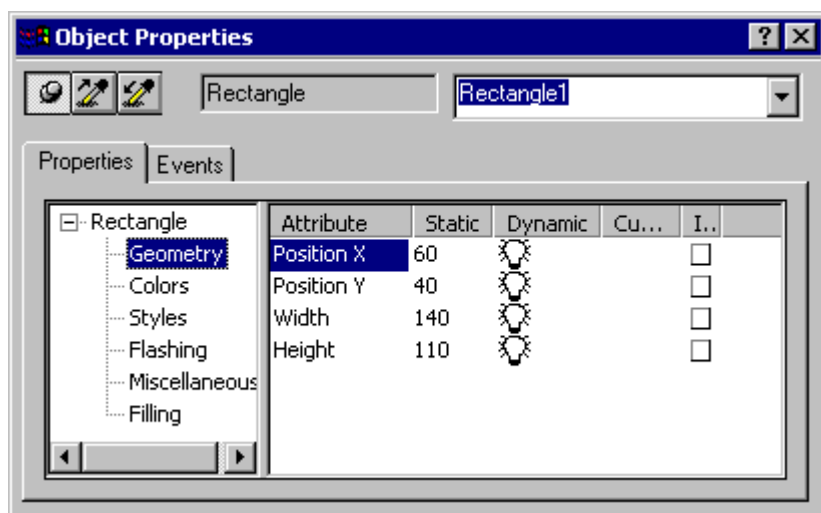 Object Properties
Rectangle Rectangle1
Properties Events
Rectangle
Geometry
Colors
Styles
Flashing
Miscellaneous
Filling
Attribute Static Dynamic Cu... I..
Position X 60
Position Y 40
Width 140
Height 110